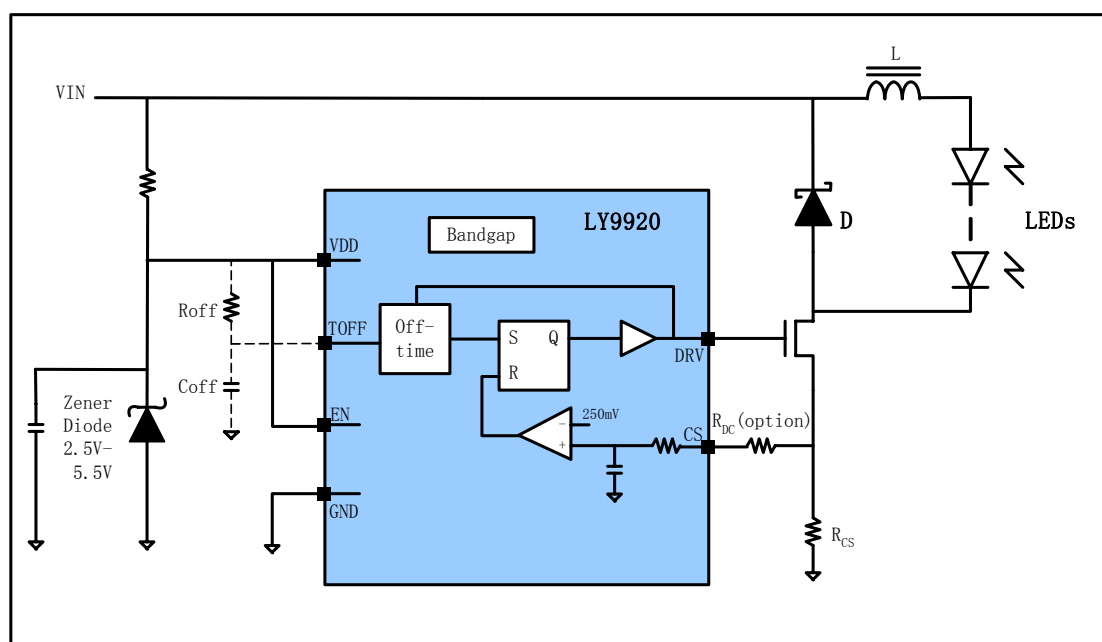 L
VIN
LY9920
D
LEDs
Bandgap
VDD
Roff
TOFF
Off-
time
S
Q
DRV
R
Coff
Zener
Diode
2.5V-
5.5V
EN
250mV
-
+
CS
RDC(option)
GND
RCS